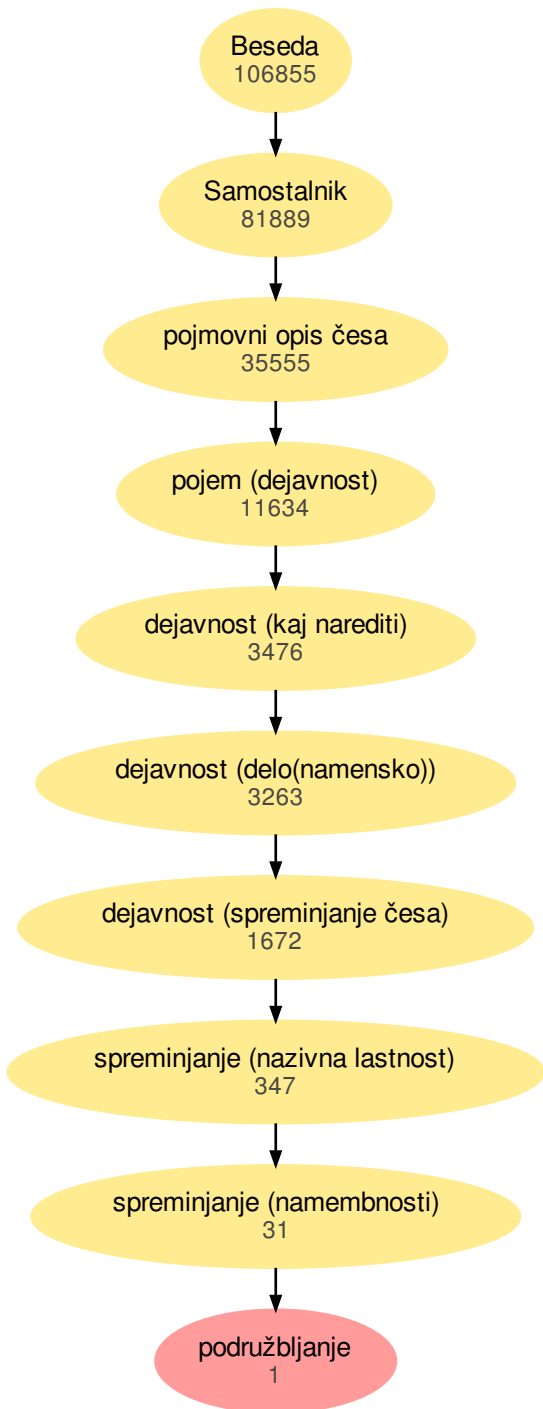 Beseda
106855
Samostalnik
81889
pojmovni opis česa
35555
pojem (dejavnost)
11634
dejavnost (kaj narediti)
3476
dejavnost (delo(namensko))
3263
dejavnost (spreminjanje česa)
1672
spreminjanje (nazivna lastnost)
347
spreminjanje (namembnosti)
31
podružbljanje
1